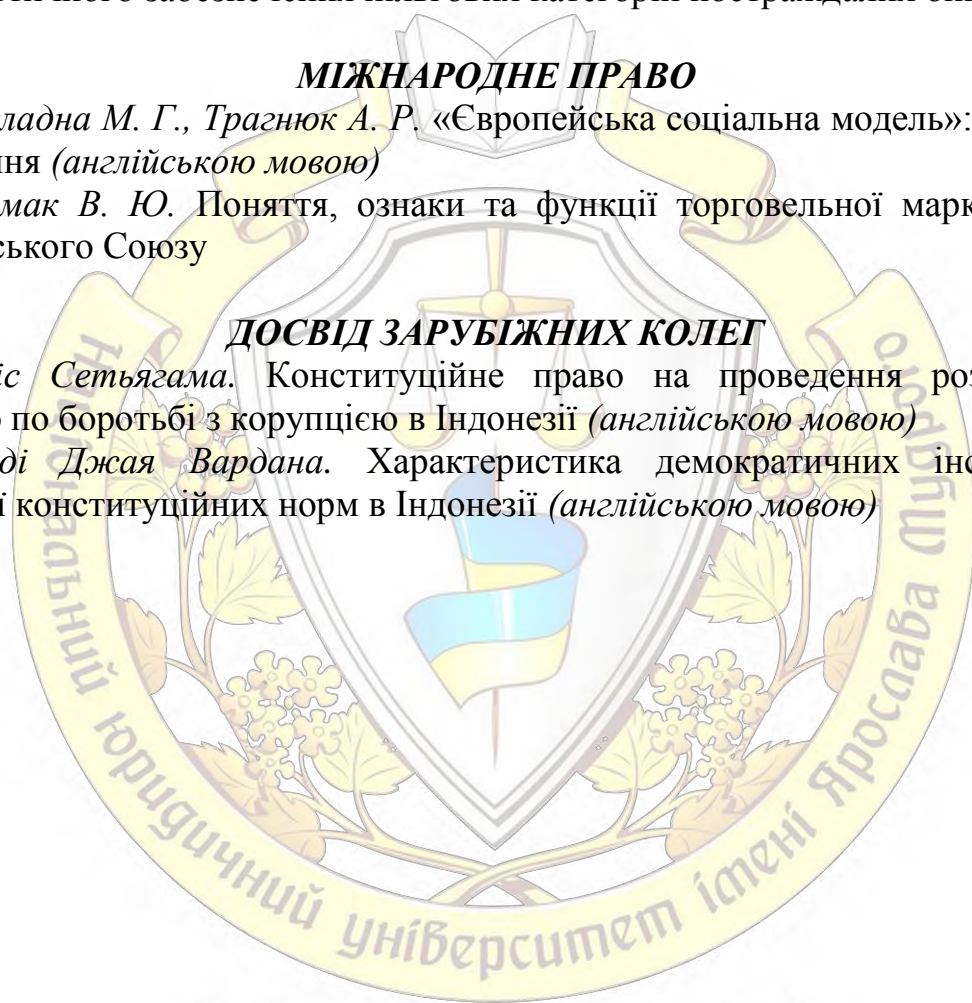 МІЖНАРОДНЕ ПРАВО
ладна М. Г., Трагнюк А. Р. «Європейська соціальна модель»:
ння (англійською мовою)
мак В. Ю. Поняття, ознаки та функції торговельної марк
ського Союзу
ДОСВІД ЗАРУБІЖНИХ КОЛЕГ
іс Сетьягама. Конституційне право на проведення роз
о по боротьбі з корупцією в Індонезії (англійською мовою)
ді Джая Вардана. Характеристика демократичних інс
ї конституційних норм в Індонезії (англійською мовою)
Національний юридичний університет імені Ярослава Мудрого